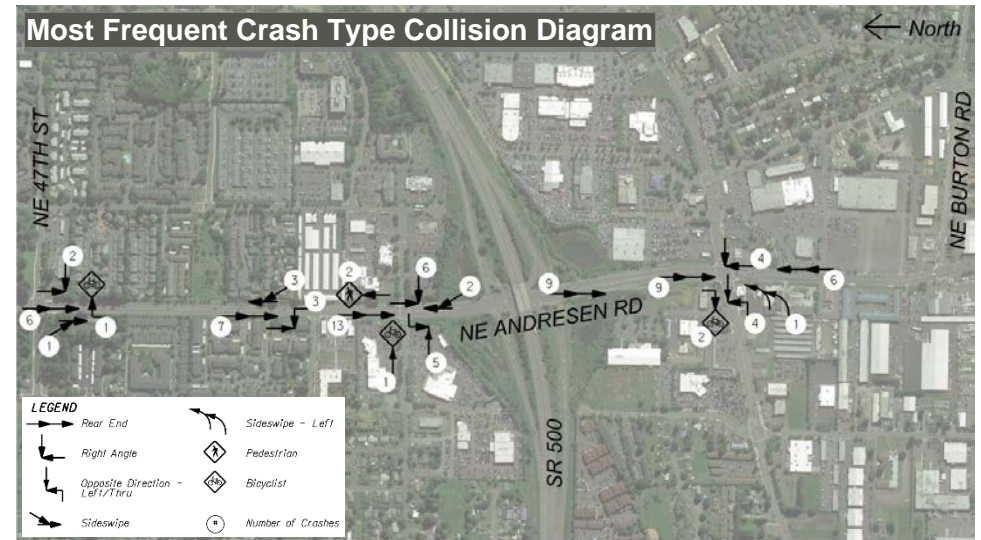 Most Frequent Crash Type Collision Diagram
North
NE 47TH ST
NE BURTON RD
NE ANDRESEN RD
SR 500
2
6
1
1
7
3
3
2
13
1
6
2
5
9
9
2
4
4
1
6
LEGEND
Rear End
Right Angle
Opposite Direction -
Left/Thru
Sideswipe
Sideswipe - Left
Pedestrian
Bicyclist
#
Number of Crashes